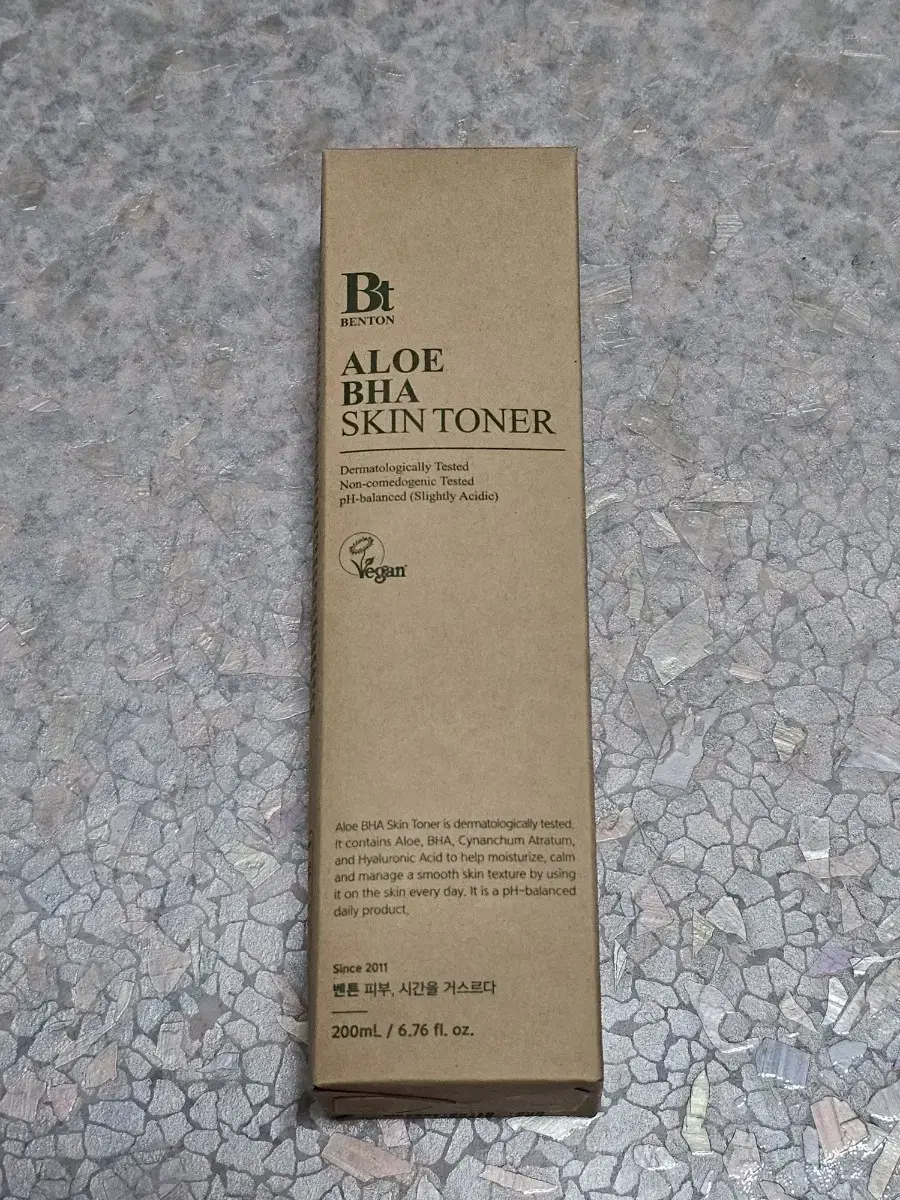 Bt
BENTON
ALOE
BHA
SKIN TONER
Dermatologically Tested
Non-comedogenic Tested
pH-balanced (Slightly Acidic)
Vegan
Aloe BHA Skin Toner is dermatologically tested.
It contains Aloe, BHA, Cynanchum Atratum,
and Hyaluronic Acid to help moisturize, calm
and manage a smooth skin texture by using
it on the skin every day. It is a pH-balanced
daily product.
Since 2011
벤튼 피부, 시간을 거스르다
200mL / 6.76 fl. oz.